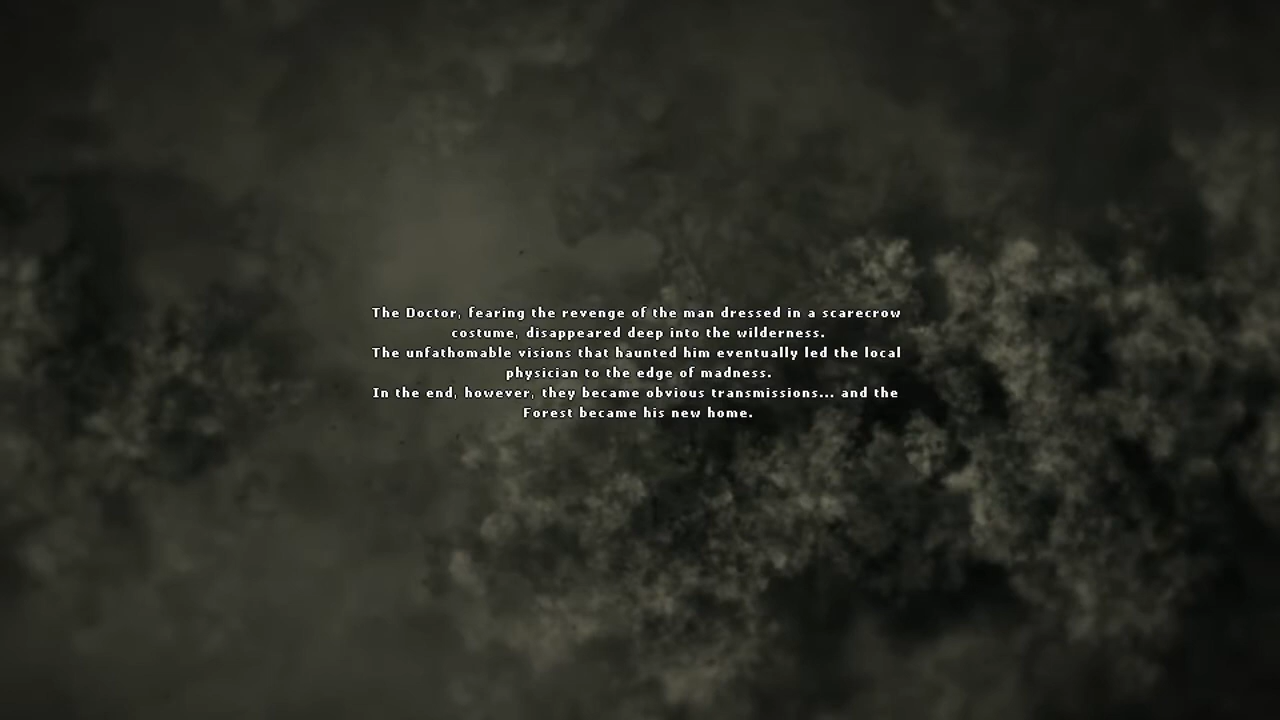 The Doctor, fearing the revenge of the man dressed in a scarecrow
costume, disappeared deep into the wilderness.
The unfathomable visions that haunted him eventually led the local
physician to the edge of madness.
In the end, however, they became obvious transmissions... and the
Forest became his new home.